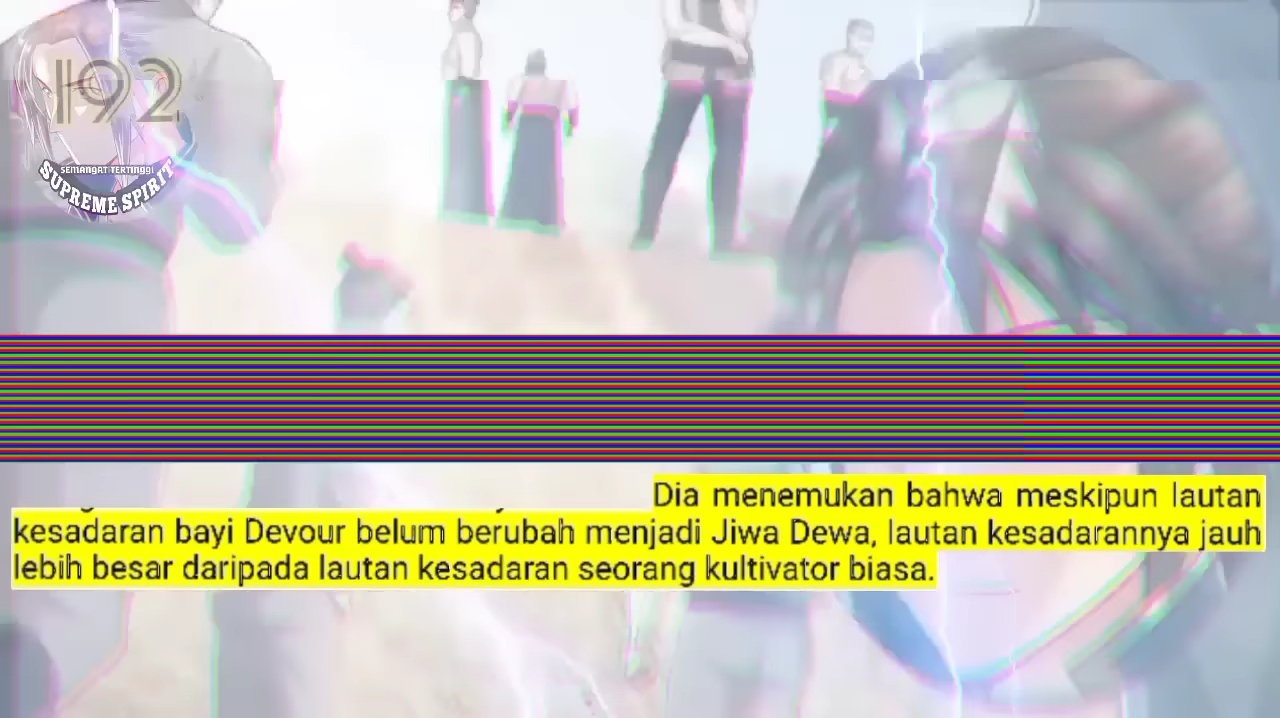 192
SEMANGAT TERTINGGI
SUPREME SPIRIT
Dia menemukan bahwa meskipun lautan
kesadaran bayi Devour belum berubah menjadi Jiwa Dewa, lautan kesadarannya jauh
lebih besar daripada lautan kesadaran seorang kultivator biasa.